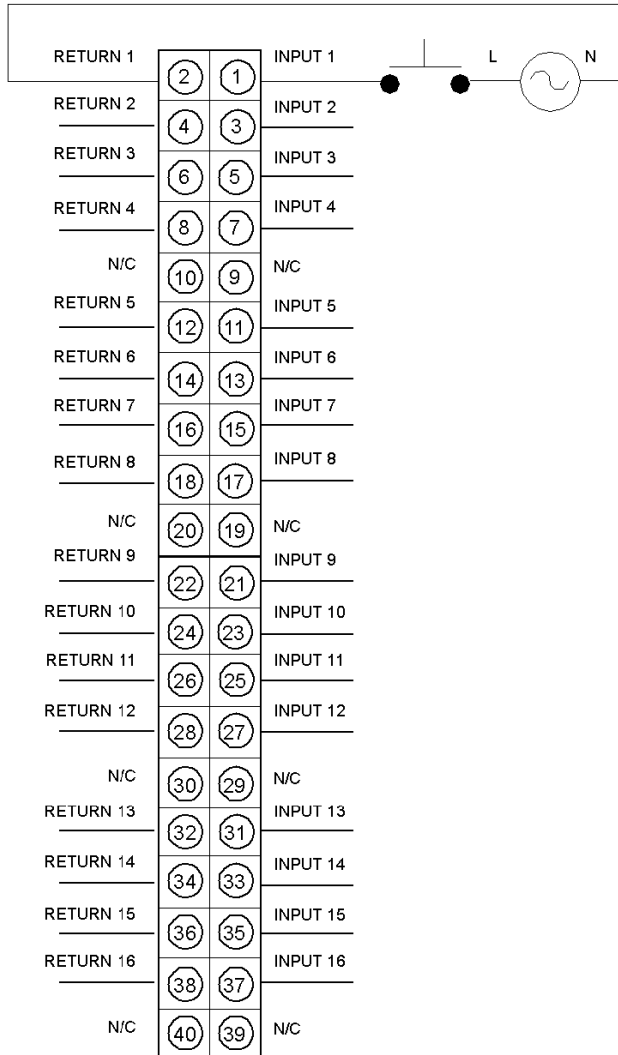 RETURN 1 2 1 INPUT 1 L N
RETURN 2 4 3 INPUT 2
RETURN 3 6 5 INPUT 3
RETURN 4 8 7 INPUT 4
N/C 10 9 N/C
RETURN 5 12 11 INPUT 5
RETURN 6 14 13 INPUT 6
RETURN 7 16 15 INPUT 7
RETURN 8 18 17 INPUT 8
N/C 20 19 N/C
RETURN 9 22 21 INPUT 9
RETURN 10 24 23 INPUT 10
RETURN 11 26 25 INPUT 11
RETURN 12 28 27 INPUT 12
N/C 30 29 N/C
RETURN 13 32 31 INPUT 13
RETURN 14 34 33 INPUT 14
RETURN 15 36 35 INPUT 15
RETURN 16 38 37 INPUT 16
N/C 40 39 N/C